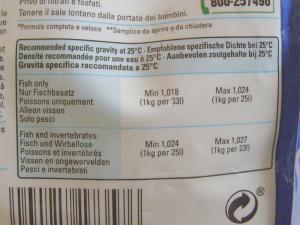 Privo di nitrati e fosfati.
800-257498
Tenere il sale lontano dalla portata dei bambini.
*Formula completa e veloce **Semplice da aprire e da chiudere
Recommended specific gravity at 25°C - Empfohlene spezifische Dichte bei 25°C
Densité recommandée pour une eau à 25°C - Aanbevolen zoutgehalte bij 25°C
Gravità specifica raccomandata a 25°C
Fish only
Nur Fischbesatz
Poissons uniquement
Alleen vissen
Solo pesci
Min 1,018
(1kg per 33l)
Max 1,024
(1kg per 25l)
Fish and invertebrates
Fisch und Wirbellose
Poissons et invertébrés
Vissen en ongewervelden
Pesci e invertebrati
Min 1,024
(1kg per 25l)
Max 1,027
(1kg per 23l)
®